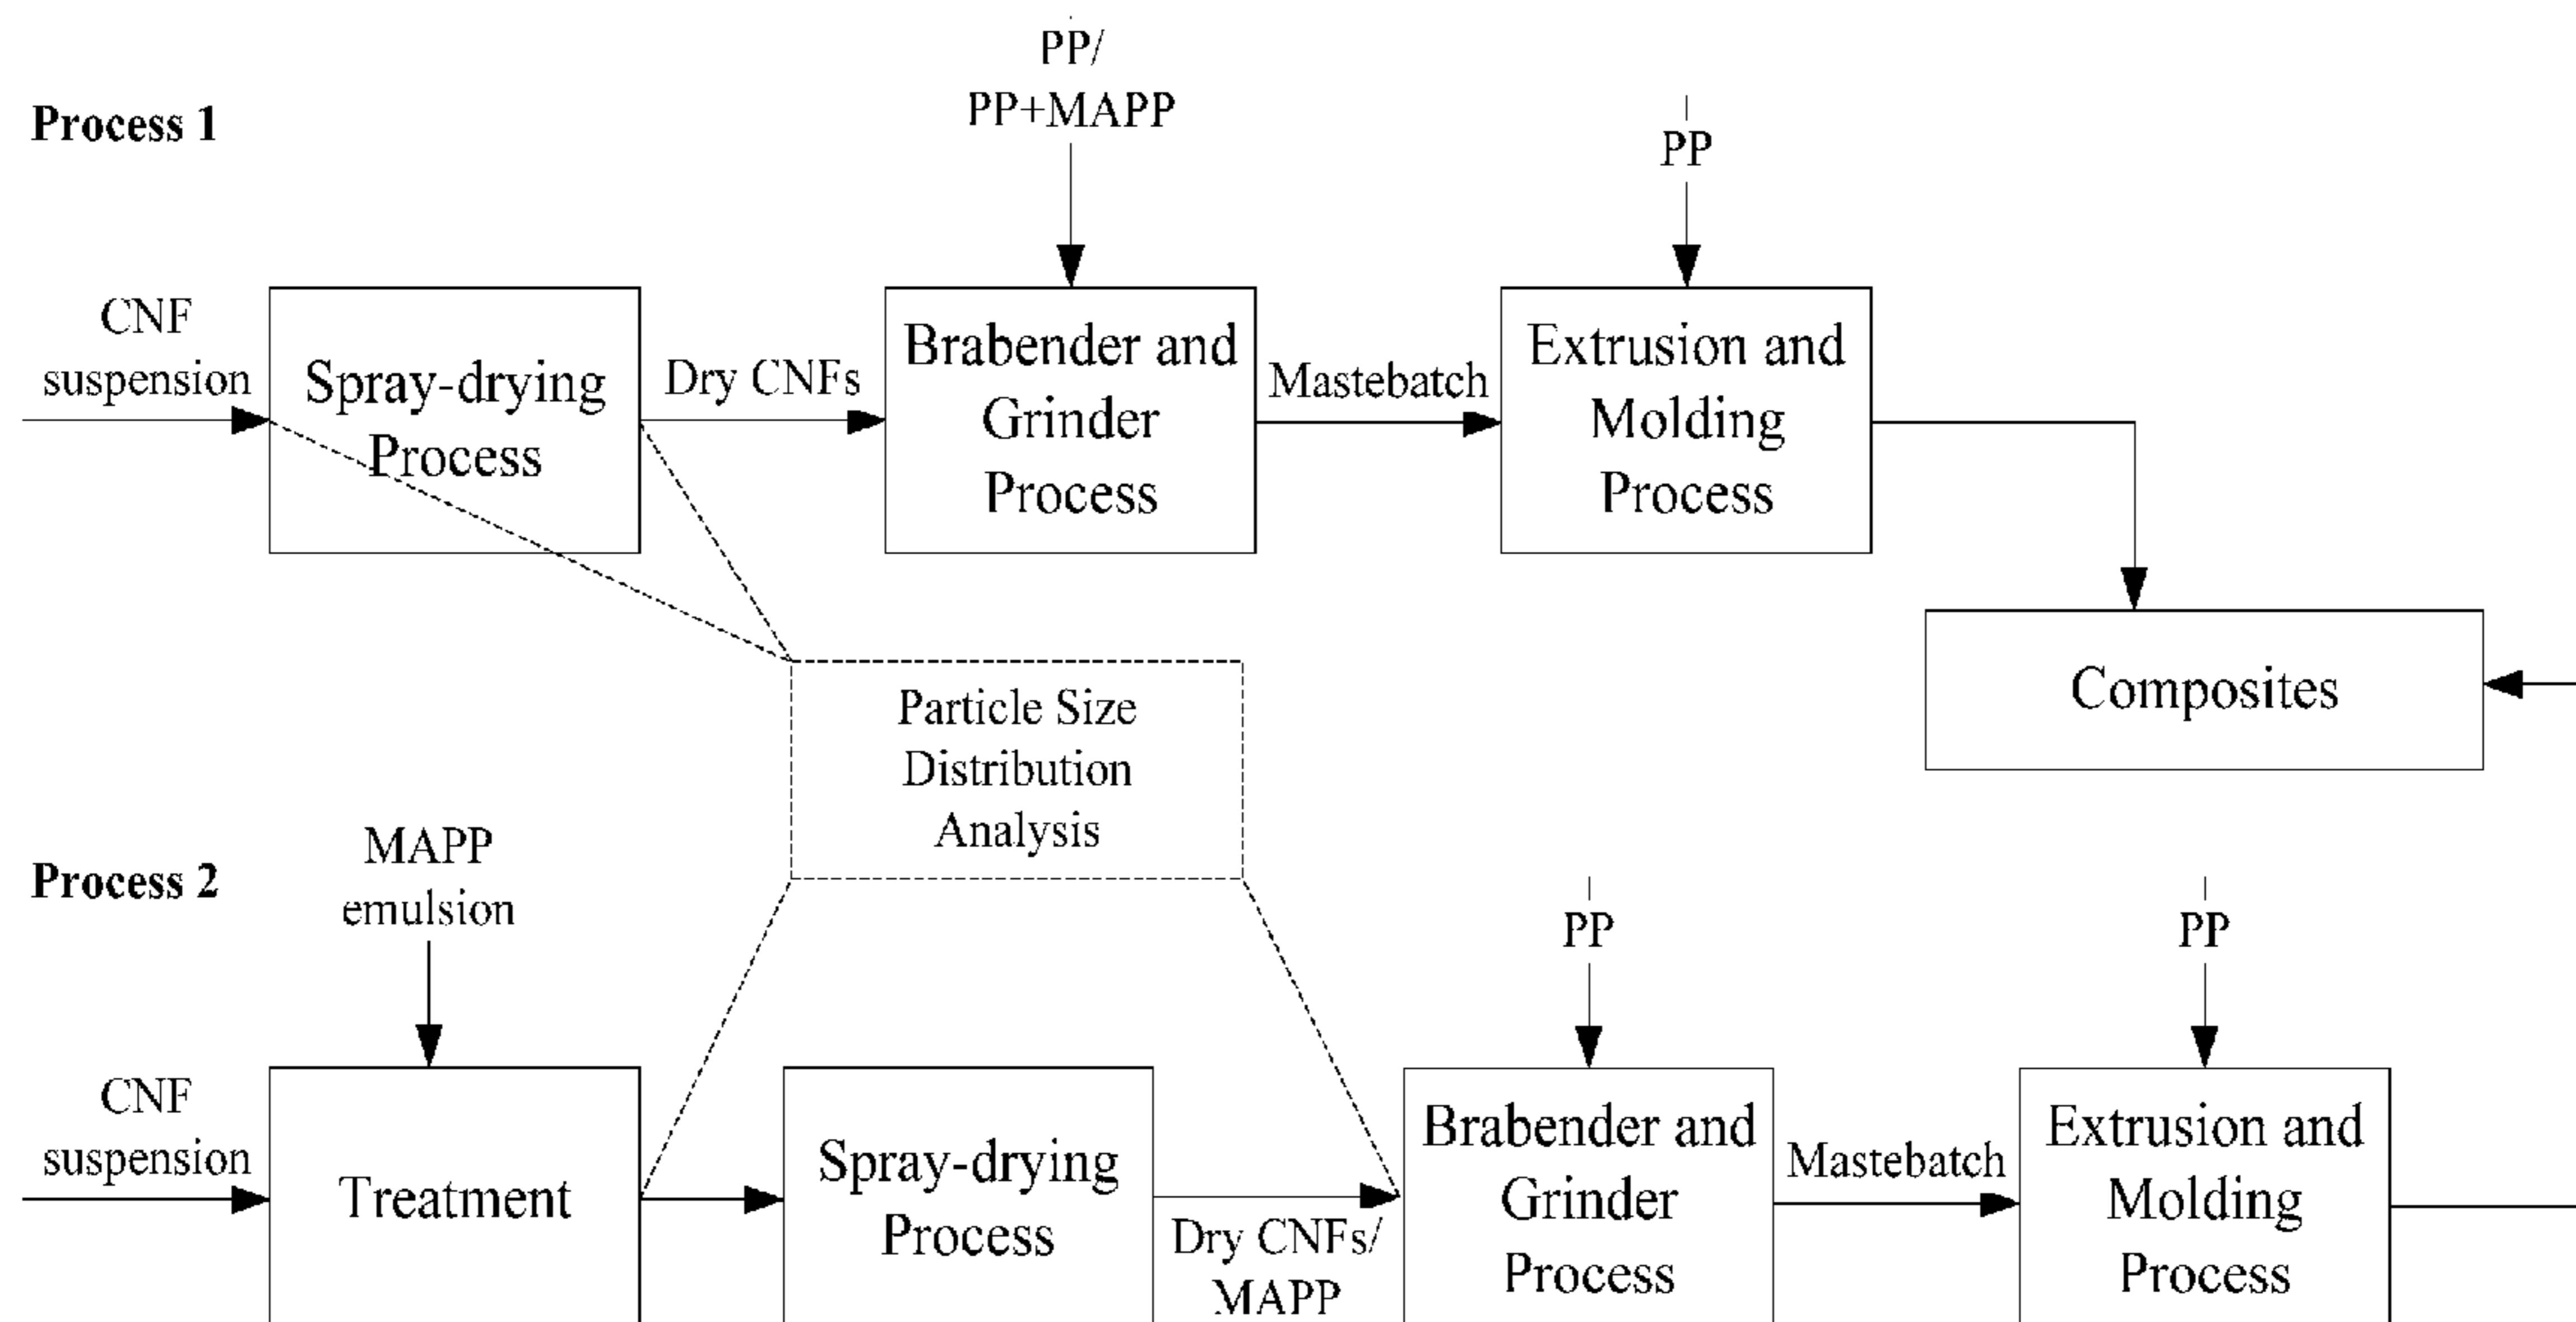 Process 1
PP/
PP+MAPP
PP
CNF
suspension
Spray-drying
Process
Dry CNFs
Brabender and
Grinder
Process
Mastebatch
Extrusion and
Molding
Process
Composites
Particle Size
Distribution
Analysis
Process 2
MAPP
emulsion
PP
PP
CNF
suspension
Treatment
Spray-drying
Process
Dry CNFs/
MAPP
Brabender and
Grinder
Process
Mastebatch
Extrusion and
Molding
Process